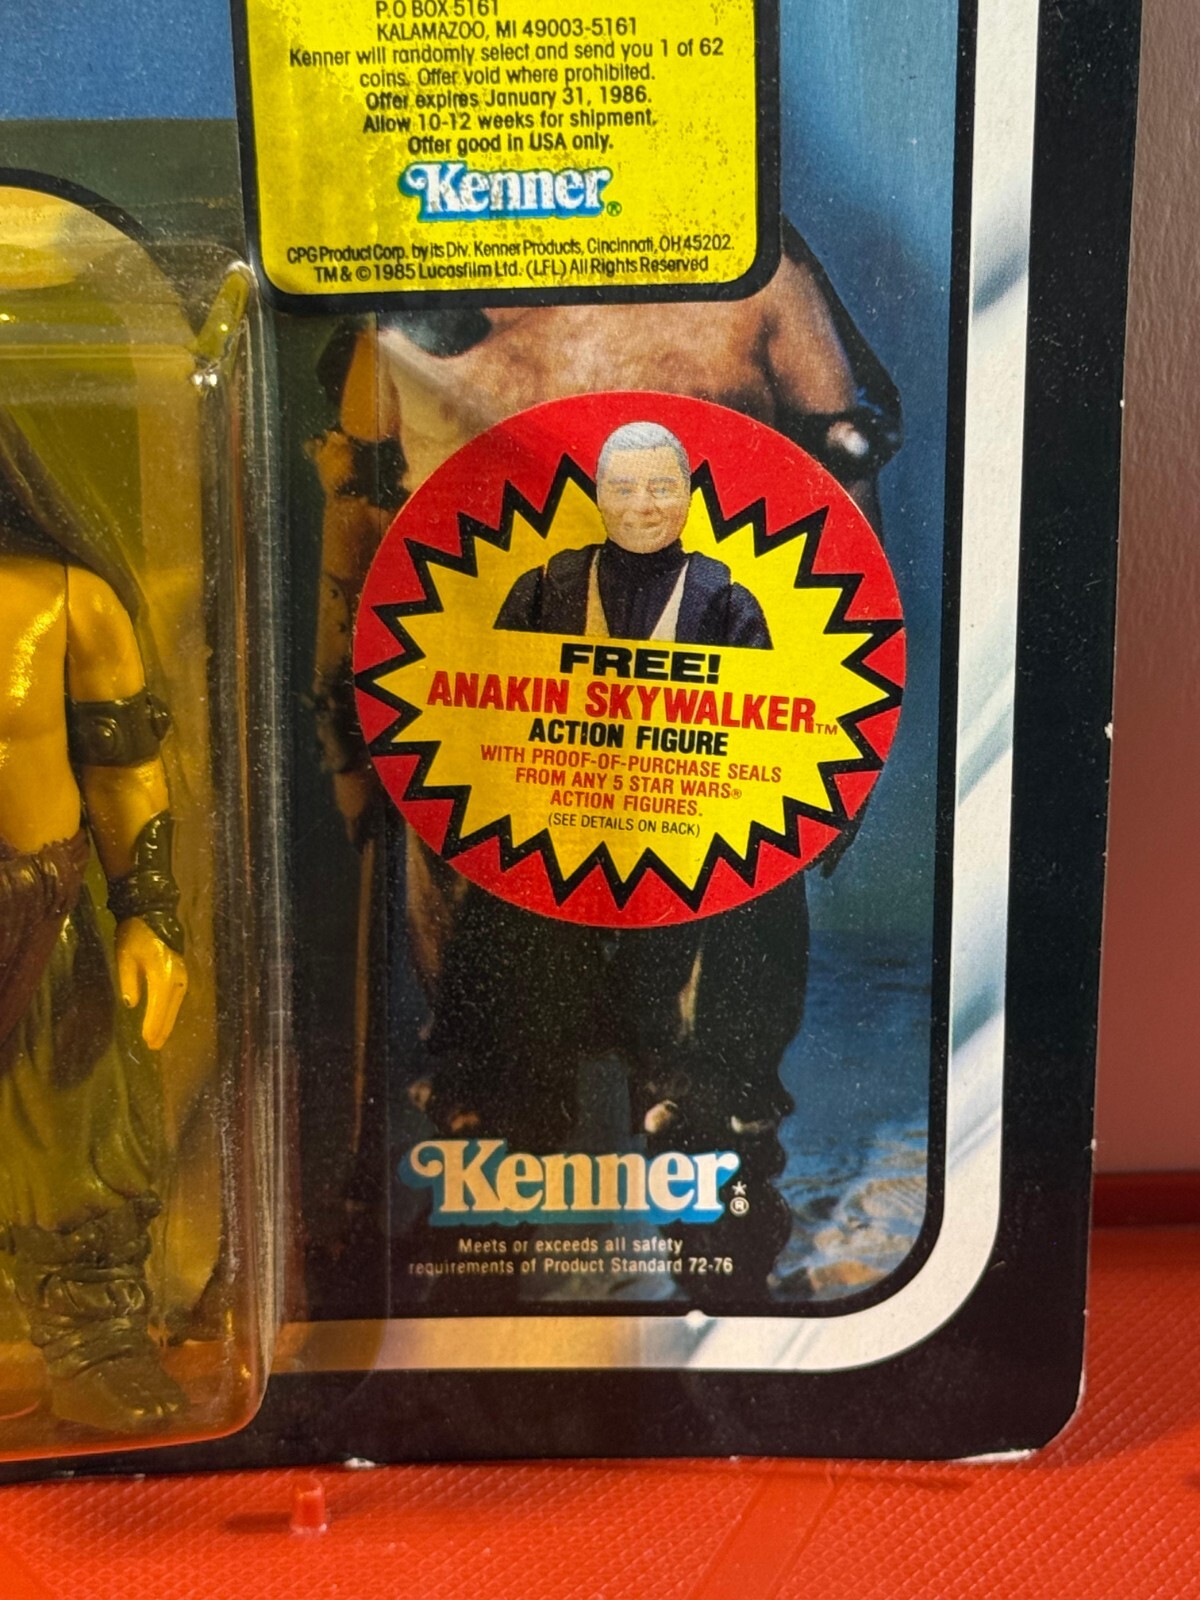 P.O BOX 5161
KALAMAZOO, MI 49003-5161
Kenner will randomly select and send you 1 of 62
coins. Offer void where prohibited.
Offer expires January 31, 1986.
Allow 10-12 weeks for shipment.
Offer good in USA only.
Kenner®
CPG Product Corp. by its Div. Kenner Products, Cincinnati, OH 45202.
TM & © 1985 Lucasfilm Ltd. (LFL) All Rights Reserved
FREE!
ANAKIN SKYWALKER™
ACTION FIGURE
WITH PROOF-OF-PURCHASE SEALS
FROM ANY 5 STAR WARS®
ACTION FIGURES.
(SEE DETAILS ON BACK)
Kenner*®
Meets or exceeds all safety
requirements of Product Standard 72-76